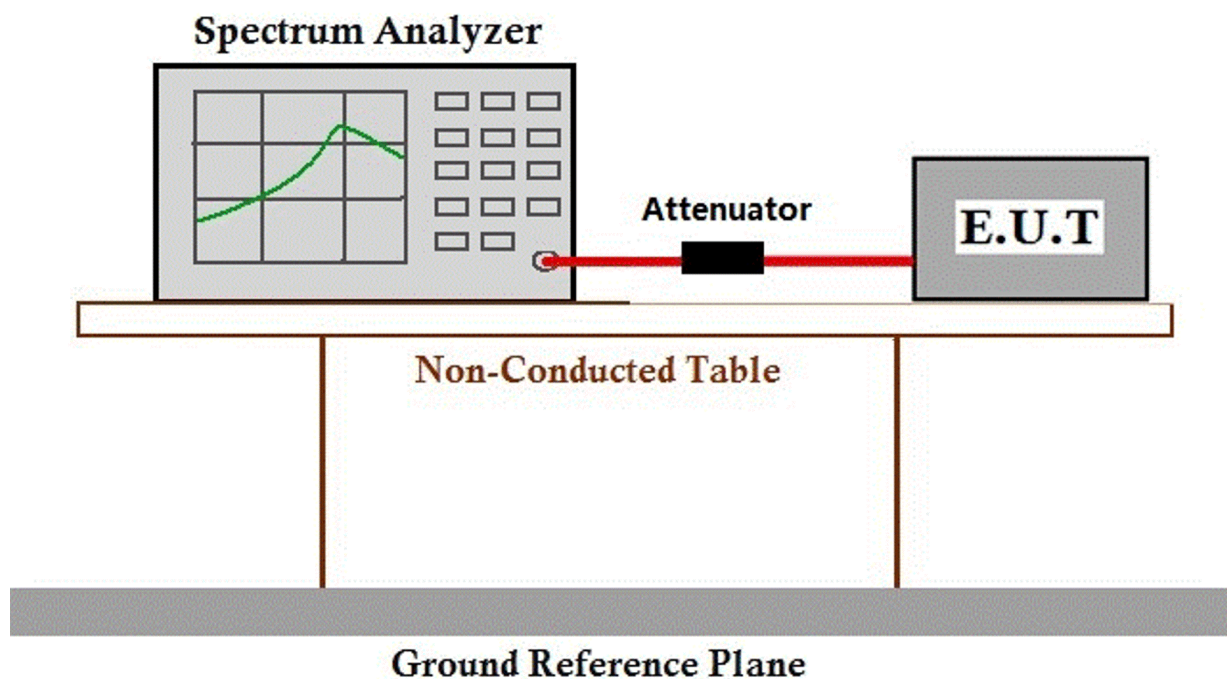 Spectrum Analyzer
Attenuator
E.U.T
Non-Conducted Table
Ground Reference Plane